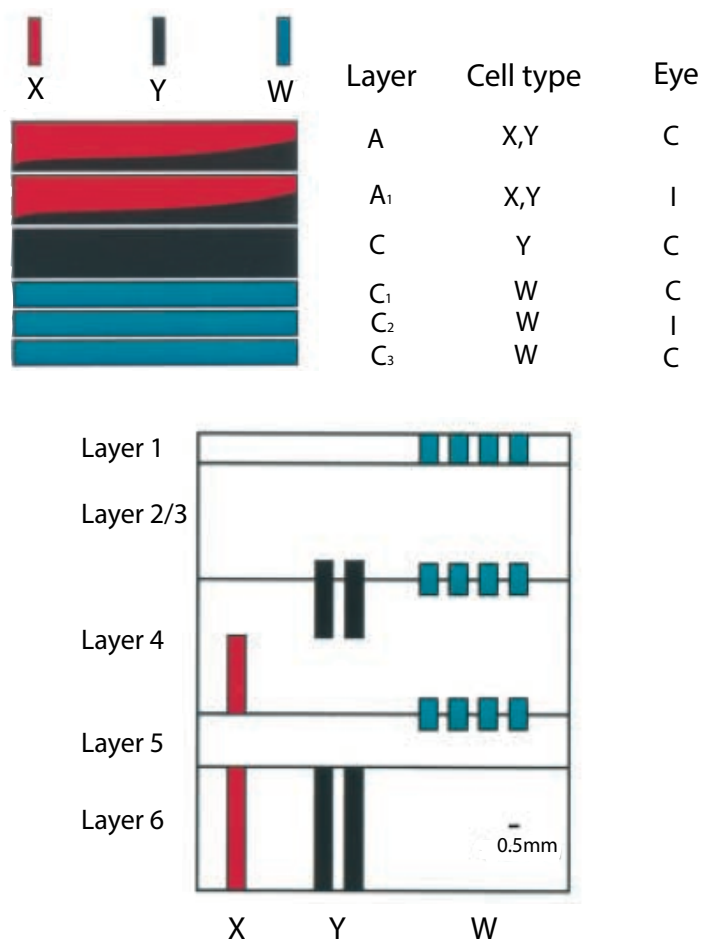 X Y W
Layer Cell type Eye
A X,Y C
A1 X,Y I
C Y C
C1 W C
C2 W I
C3 W C
Layer 1
Layer 2/3
Layer 4
Layer 5
Layer 6
0.5mm
X Y W